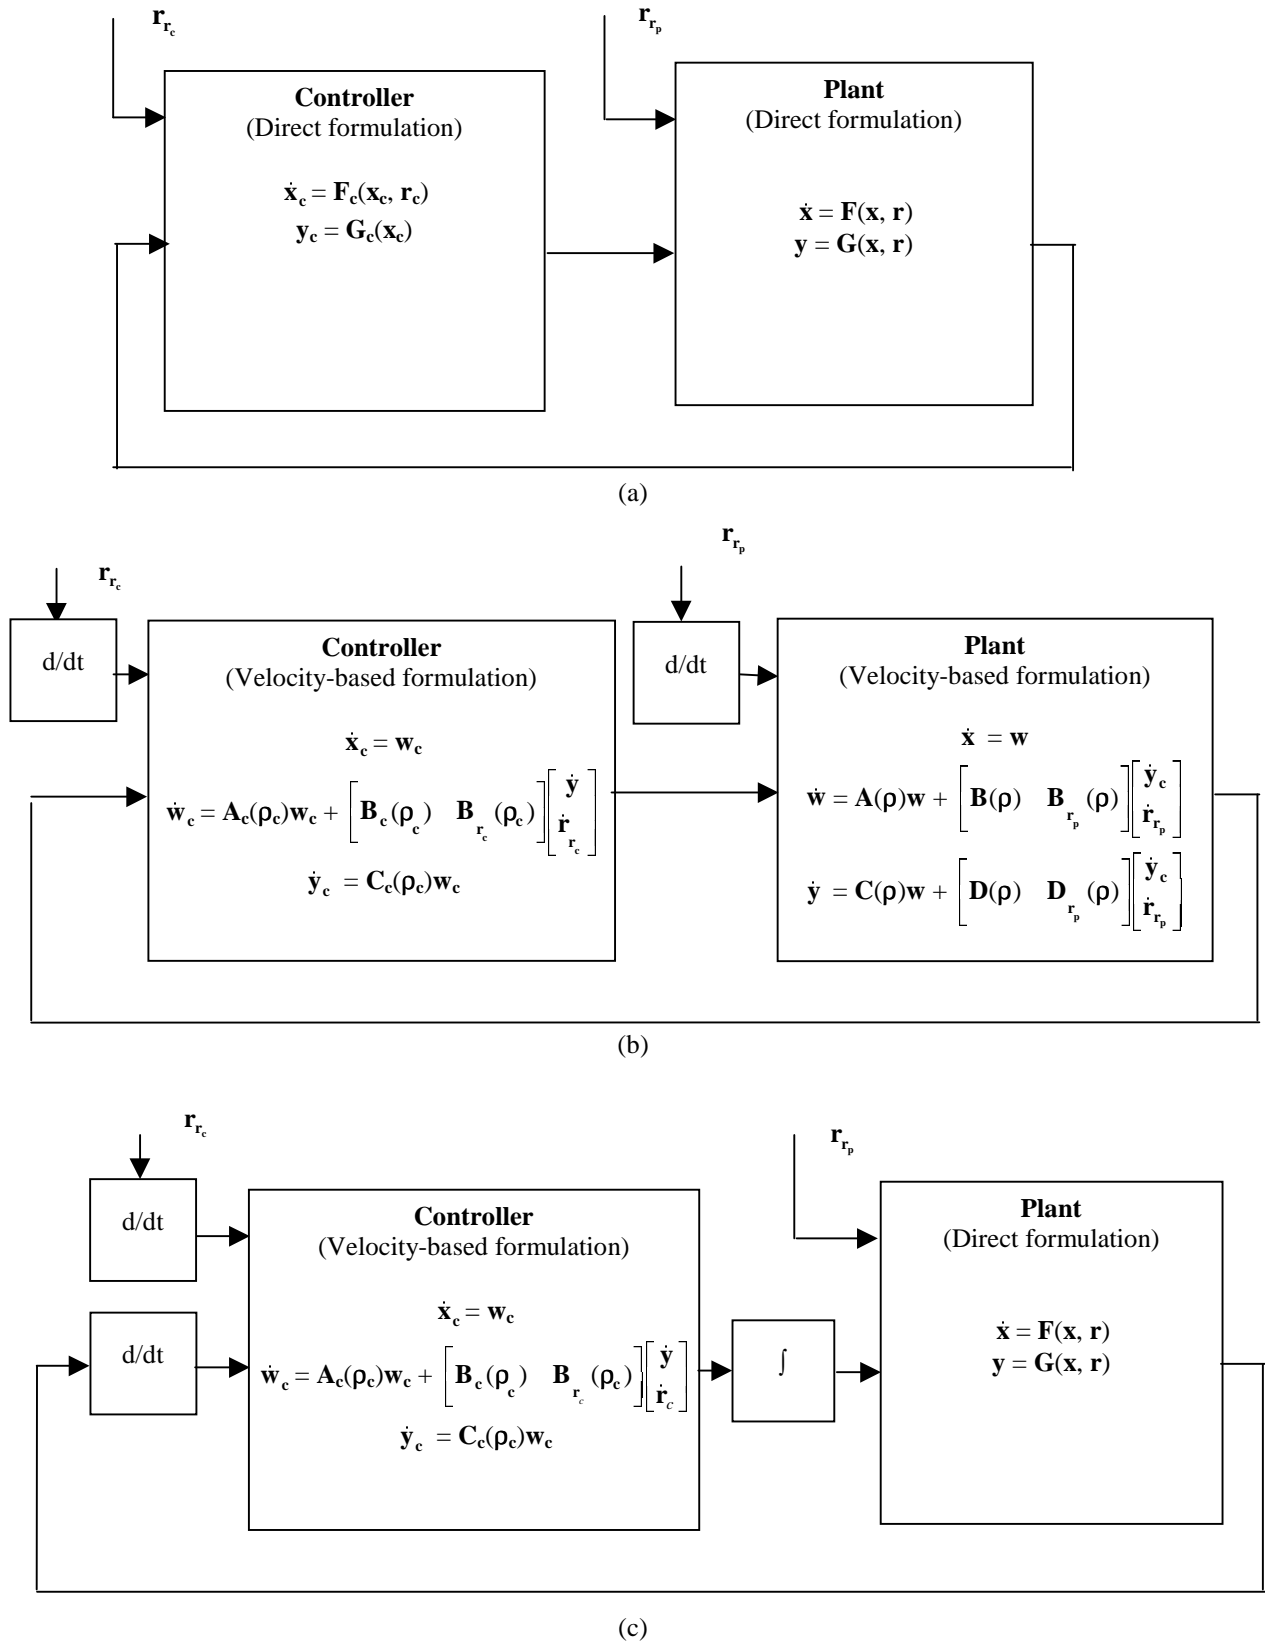 r_{r_c}
r_{r_p}
Controller
(Direct formulation)
ẋ_c = F_c(x_c, r_c)
y_c = G_c(x_c)
Plant
(Direct formulation)
ẋ = F(x, r)
y = G(x, r)
(a)
r_{r_c}
r_{r_p}
d/dt
Controller
(Velocity-based formulation)
ẋ_c = w_c
ẇ_c = A_c(ρ_c)w_c + [B_c(ρ_c) B_{r_c}(ρ_c)] [ẏ ; ṙ_{r_c}]
ẏ_c = C_c(ρ_c)w_c
d/dt
Plant
(Velocity-based formulation)
ẋ = w
ẇ = A(ρ)w + [B(ρ) B_{r_p}(ρ)] [ẏ_c ; ṙ_{r_p}]
ẏ = C(ρ)w + [D(ρ) D_{r_p}(ρ)] [ẏ_c ; ṙ_{r_p}]
(b)
r_{r_c}
r_{r_p}
d/dt
d/dt
Controller
(Velocity-based formulation)
ẋ_c = w_c
ẇ_c = A_c(ρ_c)w_c + [B_c(ρ_c) B_{r_c}(ρ_c)] [ẏ ; ṙ_c]
ẏ_c = C_c(ρ_c)w_c
∫
Plant
(Direct formulation)
ẋ = F(x, r)
y = G(x, r)
(c)